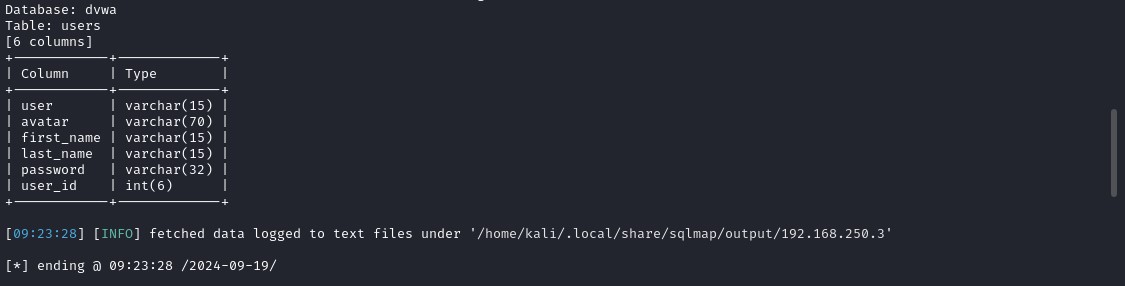 Database: dvwa
Table: users
[6 columns]
+------------+-------------+
| Column     | Type        |
+------------+-------------+
| user       | varchar(15) |
| avatar     | varchar(70) |
| first_name | varchar(15) |
| last_name  | varchar(15) |
| password   | varchar(32) |
| user_id    | int(6)      |
+------------+-------------+
[09:23:28] [INFO] fetched data logged to text files under '/home/kali/.local/share/sqlmap/output/192.168.250.3'
[*] ending @ 09:23:28 /2024-09-19/